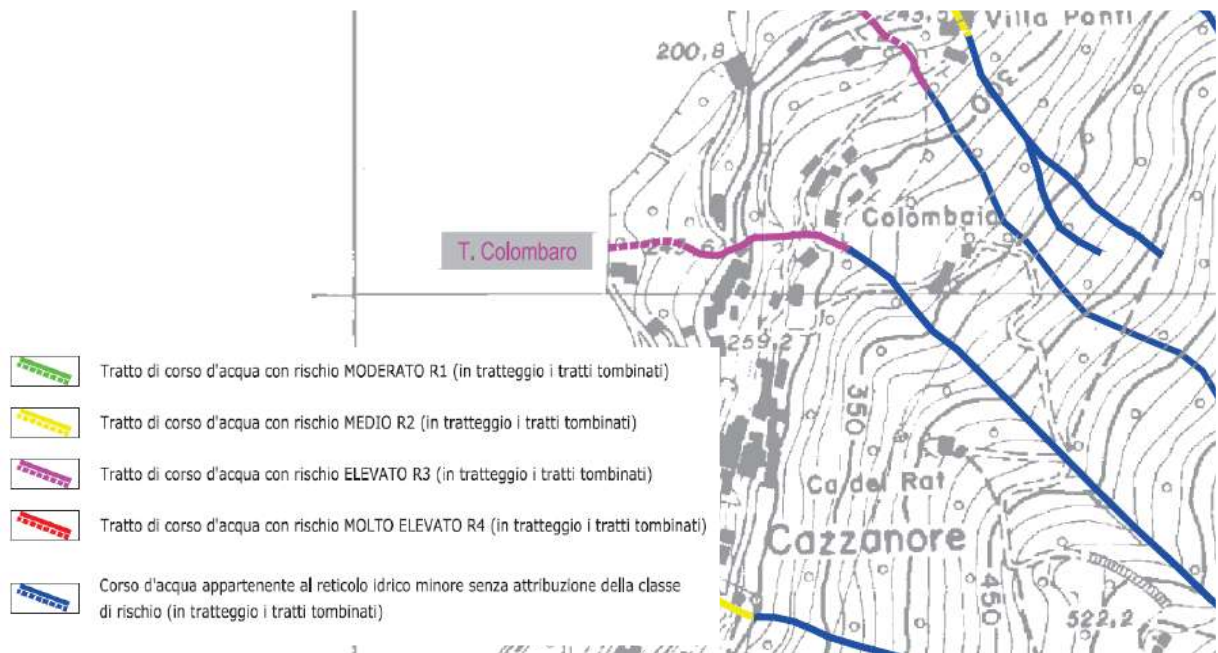 243,5
Villa Ponti
200,8
300
Colombaia
T. Colombaro
259,2
Tratto di corso d'acqua con rischio MODERATO R1 (in tratteggio i tratti tombinati)
Tratto di corso d'acqua con rischio MEDIO R2 (in tratteggio i tratti tombinati)
350
Tratto di corso d'acqua con rischio ELEVATO R3 (in tratteggio i tratti tombinati)
Ca del Rat
Tratto di corso d'acqua con rischio MOLTO ELEVATO R4 (in tratteggio i tratti tombinati)
Cazzanore
Corso d'acqua appartenente al reticolo idrico minore senza attribuzione della classe
di rischio (in tratteggio i tratti tombinati)
450
522,2